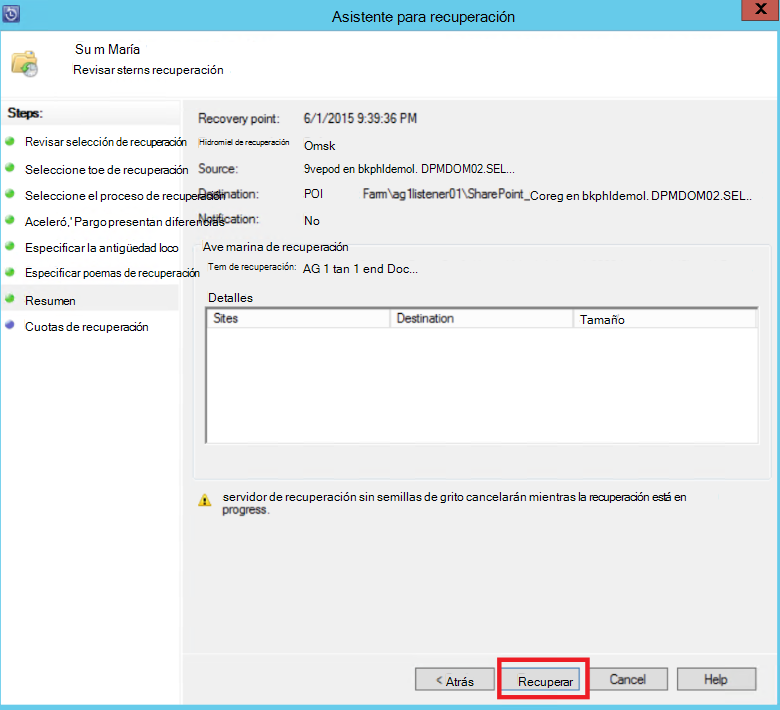 Asistente para recuperación
X
Su m María
Revisar sterns recuperación
Steps:
Revisar selección de recuperación
Seleccione toe de recuperación
Seleccione el proceso de recuperación
Aceleró,' Pargo presentan diferencias
Especificar la antigüedad loco
Especificar poemas de recuperación
Resumen
Cuotas de recuperación
Recovery point: 6/1/2015 9:39:36 PM
Hidromiel de recuperación Omsk
Source: 9vepod en bkphldemol. DPMDOM02.SEL...
Destination: POI Farm\ag1listener01\SharePoint_Coreg en bkphldemol. DPMDOM02.SEL..
Notification: No
Ave marina de recuperación
Tem de recuperación: AG 1 tan 1 end Doc...
Detalles
Sites Destination Tamaño
servidor de recuperación sin semillas de grito cancelarán mientras la recuperación está en
progress.
< Atrás Recuperar Cancel Help